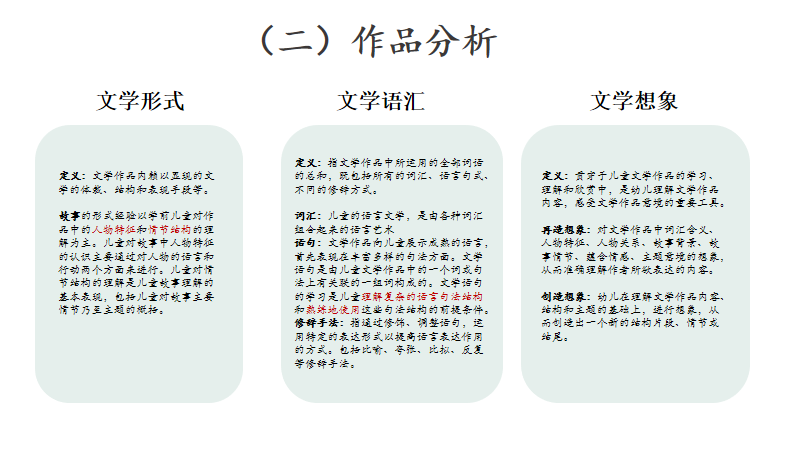 （二）作品分析
文学形式
定义：文学作品内赖以显现的文
学的体裁、结构和表现手段等。
故事的形式经验以学前儿童对作
品中的人物特征和情节结构的理
解为主。儿童对故事中人物特征
的认识主要通过对人物的语言和
行动两个方面来进行。儿童对情
节结构的理解是儿童故事理解的
基本表现，包括儿童对故事主要
情节乃至主题的概括。
文学语汇
定义：指文学作品中所运用的全部词语
的总和，既包括所有的词汇、语言句式、
不同的修辞方式。
词汇：儿童的语言文学，是由各种词汇
组合起来的语言艺术
语句：文学作品向儿童展示成熟的语言，
首先表现在丰富多样的句法方面。文学
语句是由儿童文学作品中的一个词或句
法上有关联的一组词构成的。文学语句
的学习是儿童理解复杂的语言句法结构
和熟练地使用这些句法结构的前提条件。
修辞手法：指通过修饰、调整语句，运
用特定的表达形式以提高语言表达作用
的方式。包括比喻、夸张、比拟、反复
等修辞手法。
文学想象
定义：贯穿于儿童文学作品的学习、
理解和欣赏中，是幼儿理解文学作品
内容，感受文学作品意境的重要工具。
再造想象：对文学作品中词汇含义、
人物特征、人物关系、故事背景、故
事情节、蕴含情感、主题意境的想象，
从而准确理解作者所欲表达的内容。
创造想象：幼儿在理解文学作品内容、
结构和主题的基础上，进行想象，从
而创造出一个新的结构片段、情节或
结尾。